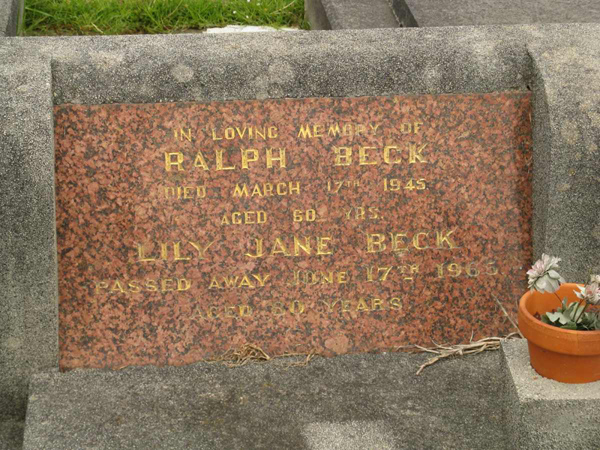 IN LOVING MEMORY OF
RALPH BECK
DIED MARCH 17TH 1945
AGED 60 YRS.
LILY JANE BECK
PASSED AWAY JUNE 17TH 1965
AGED 80 YEARS